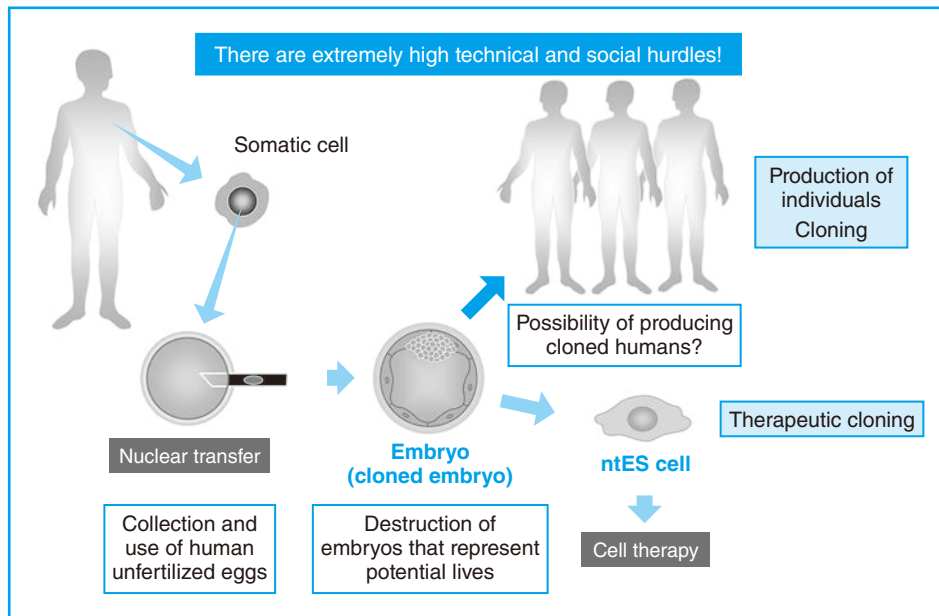 There are extremely high technical and social hurdles!
Somatic cell
Production of
individuals
Cloning
Possibility of producing
cloned humans?
Nuclear transfer
Embryo
(cloned embryo)
ntES cell
Therapeutic cloning
Collection and
use of human
unfertilized eggs
Destruction of
embryos that represent
potential lives
Cell therapy